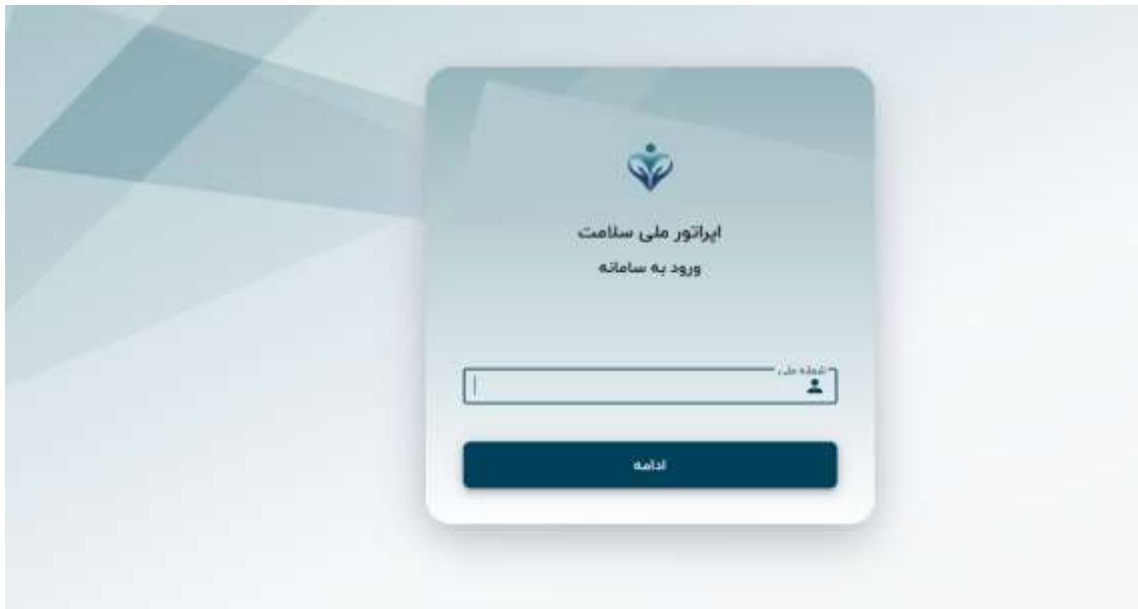 اپراتور ملی سلامت
ورود به سامانه
شماره ملی
ادامه